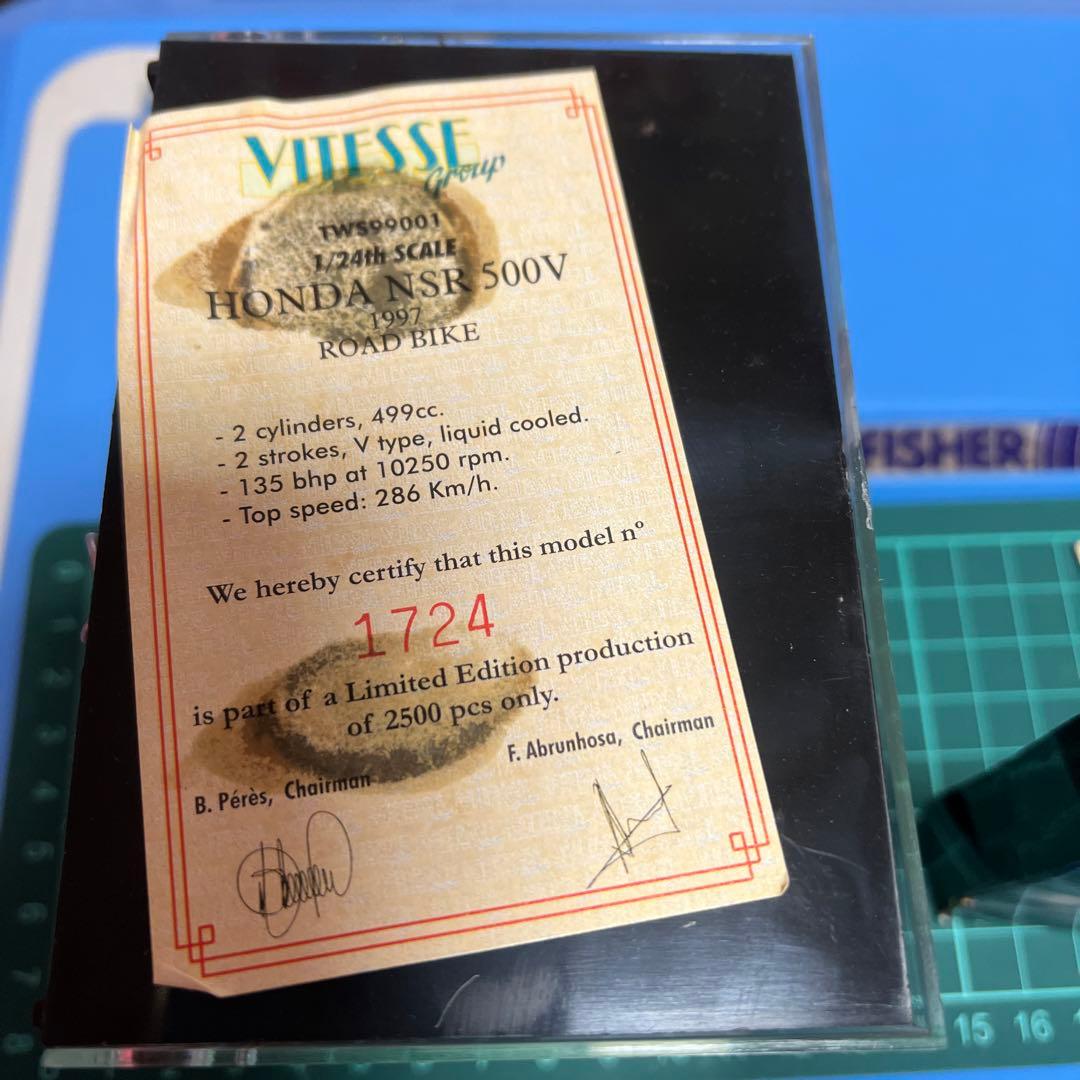 VITESSE
Group
TWS99001
1/24th SCALE
HONDA NSR 500V
1997
ROAD BIKE
- 2 cylinders, 499cc.
- 2 strokes, V type, liquid cooled.
- 135 bhp at 10250 rpm.
- Top speed: 286 Km/h.
We hereby certify that this model nº
1724
is part of a Limited Edition production
of 2500 pcs only.
F. Abrunhosa, Chairman
B. Pérès, Chairman
FISHER
15 16